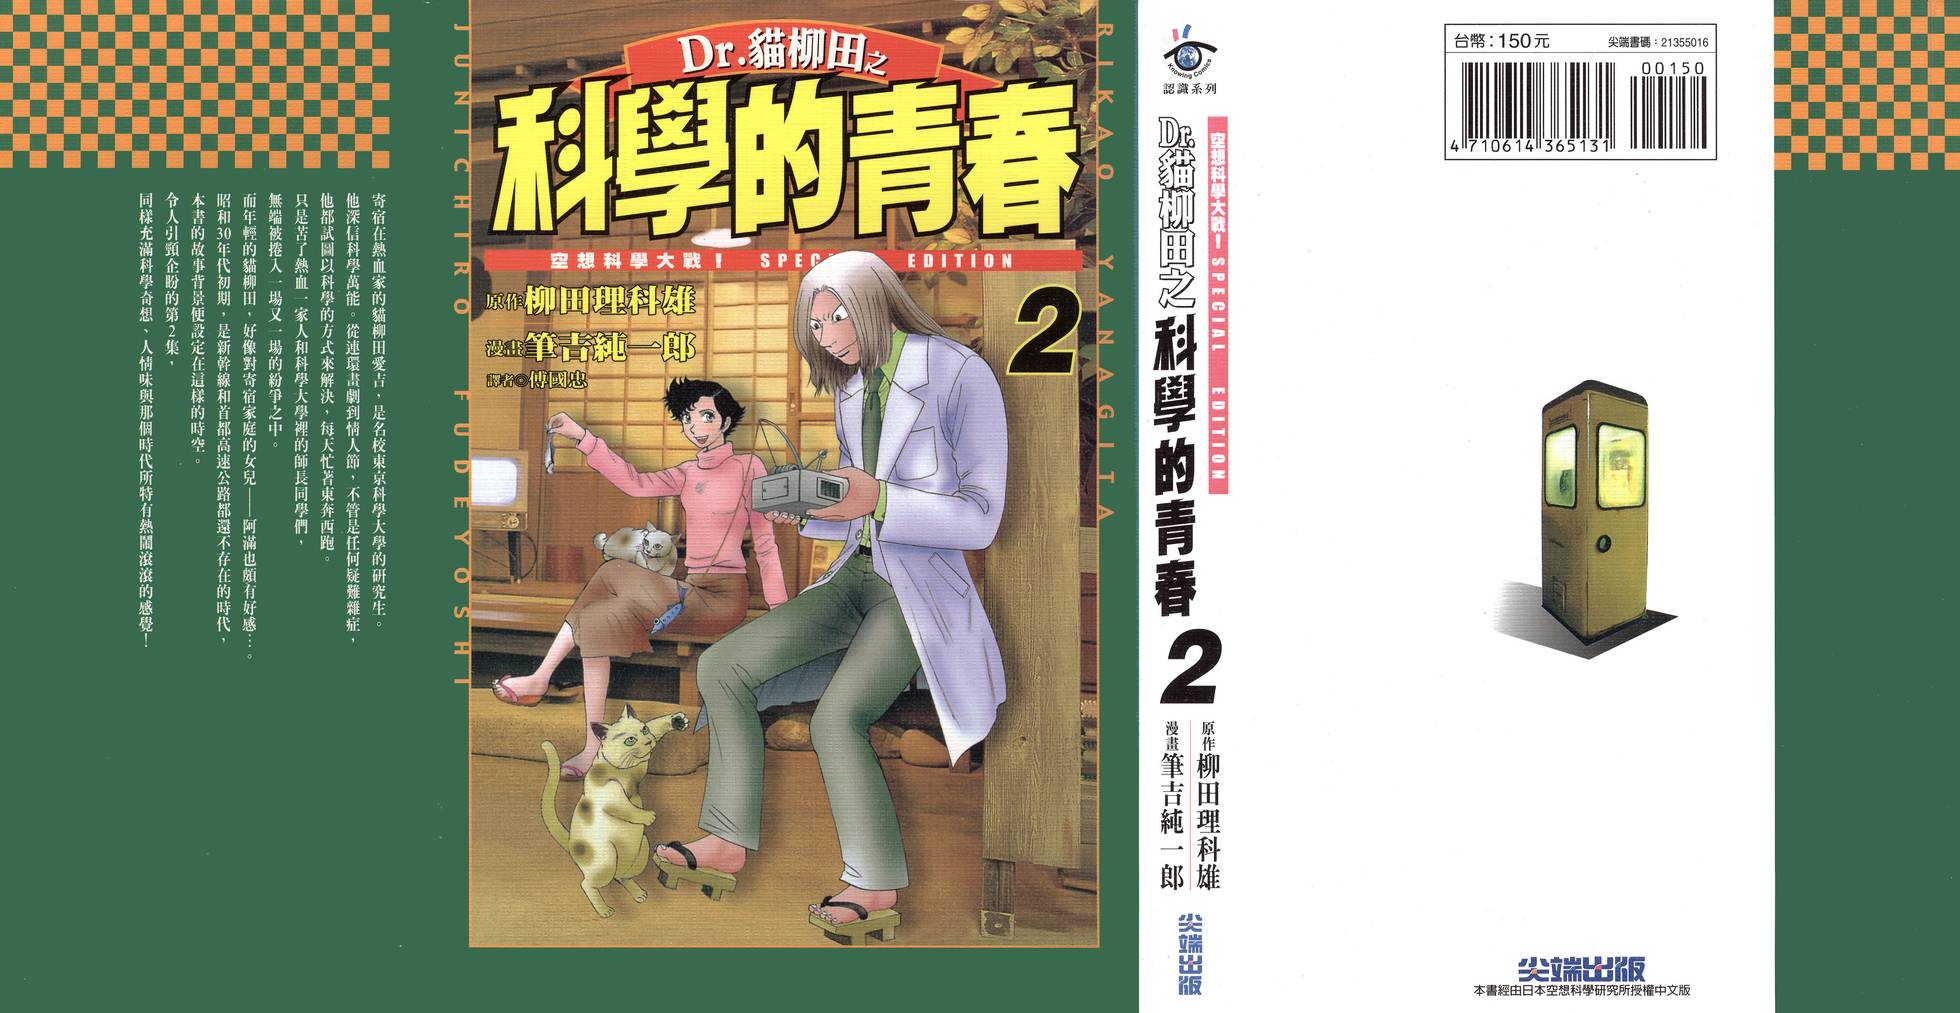 寄宿在熱血家的貓柳田愛吉，是名校東京科學大學的研究生。
他深信科學萬能。從連環畫劇到情人節，不管是任何疑難雜症，
他都試圖以科學的方式來解決，每天忙著東奔西跑。
只是苦了熱血一家人和科學大學裡的師長同學們，
無端被捲入一場又一場的紛爭之中。
而年輕的貓柳田，好像對寄宿家庭的女兒——阿滿也頗有好感…。
昭和30年代初期，是新幹線和首都高速公路都還不存在的時代，
本書的故事背景便設定在這樣的時空。
令人引頸企盼的第2集，
同樣充滿科學奇想、人情味與那個時代所特有熱鬧滾滾的感覺！
JUNICHIRO FUDEYOSHI
Dr.貓柳田之
科學的青春
空想科學大戰！ SPEC EDITION
原作 柳田理科雄
漫畫 筆吉純一郎
譯者◎傅國忠
2
RIKAO YANAGITA
Knowing Comics
認識系列
空想科學大戰！SPECIAL EDITION
Dr.貓柳田之科學的青春
2
原作 柳田理科雄
漫畫 筆吉純一郎
尖端出版
台幣：150元 尖端書碼：21355016
00150
4 710614 365131
尖端出版
本書經由日本空想科學研究所授權中文版